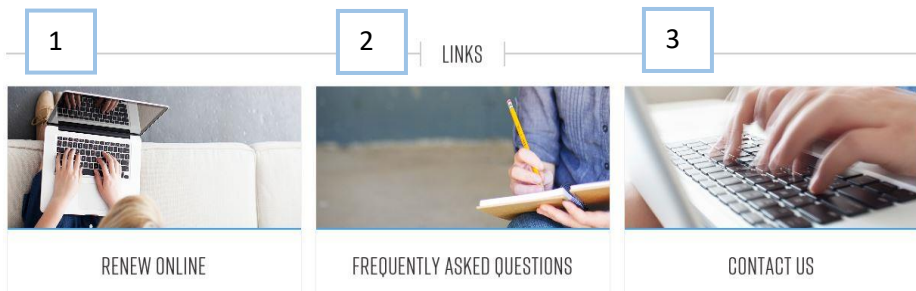 1
2
3
LINKS
RENEW ONLINE
FREQUENTLY ASKED QUESTIONS
CONTACT US